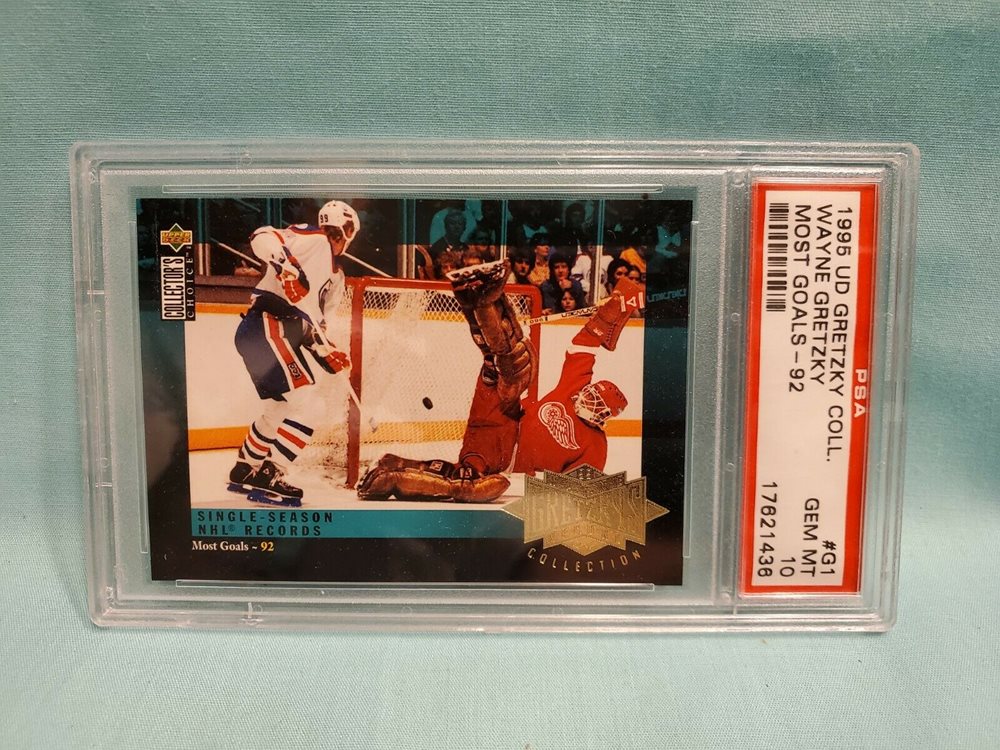 UPPER DECK
COLLECTOR'S
CHOICE
99
SINGLE-SEASON
NHL® RECORDS
Most Goals ~ 92
GRETZKY'S
COLLECTION
PSA
1995 UD GRETZKY COLL.
#G1
WAYNE GRETZKY
GEM MT
MOST GOALS-92
10
17621436